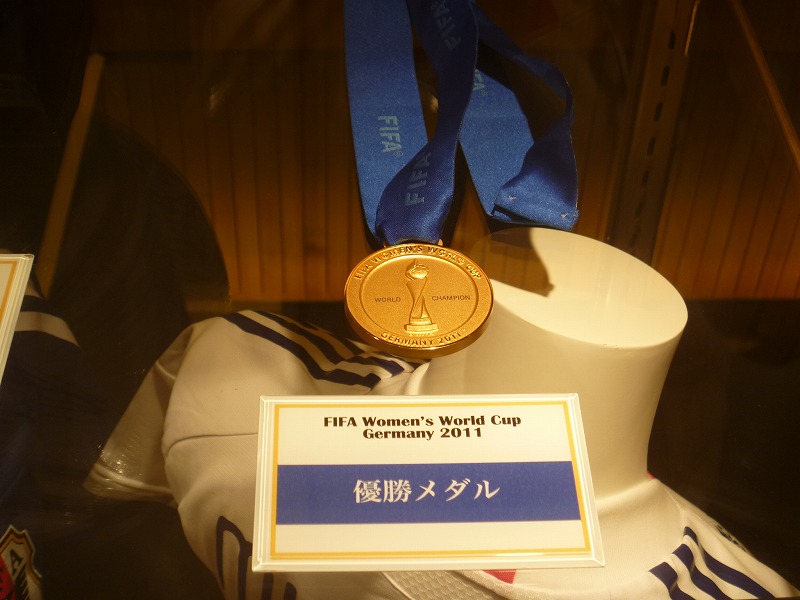 FIFA
FIFA
FIFA
FIFA WOMEN'S WORLD CUP
WORLD CHAMPION
GERMANY 2011
FIFA Women's World Cup
Germany 2011
優勝メダル